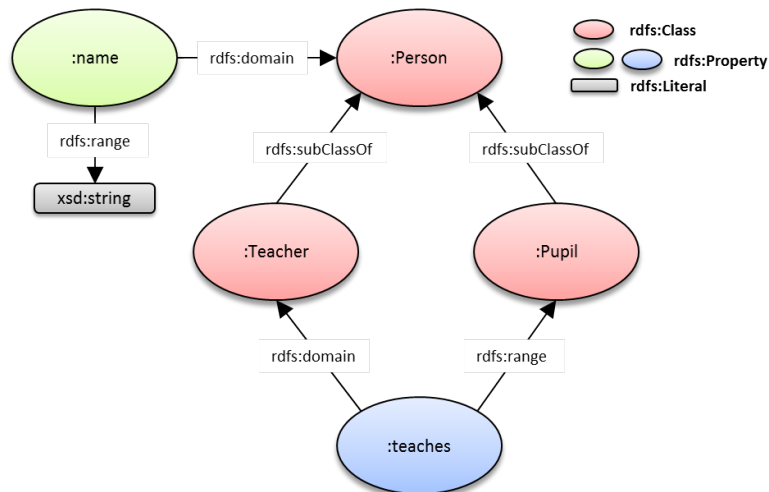 :name
rdfs:domain
:Person
rdfs:Class
rdfs:Property
rdfs:Literal
rdfs:range
xsd:string
rdfs:subClassOf
rdfs:subClassOf
:Teacher
:Pupil
rdfs:domain
rdfs:range
:teaches